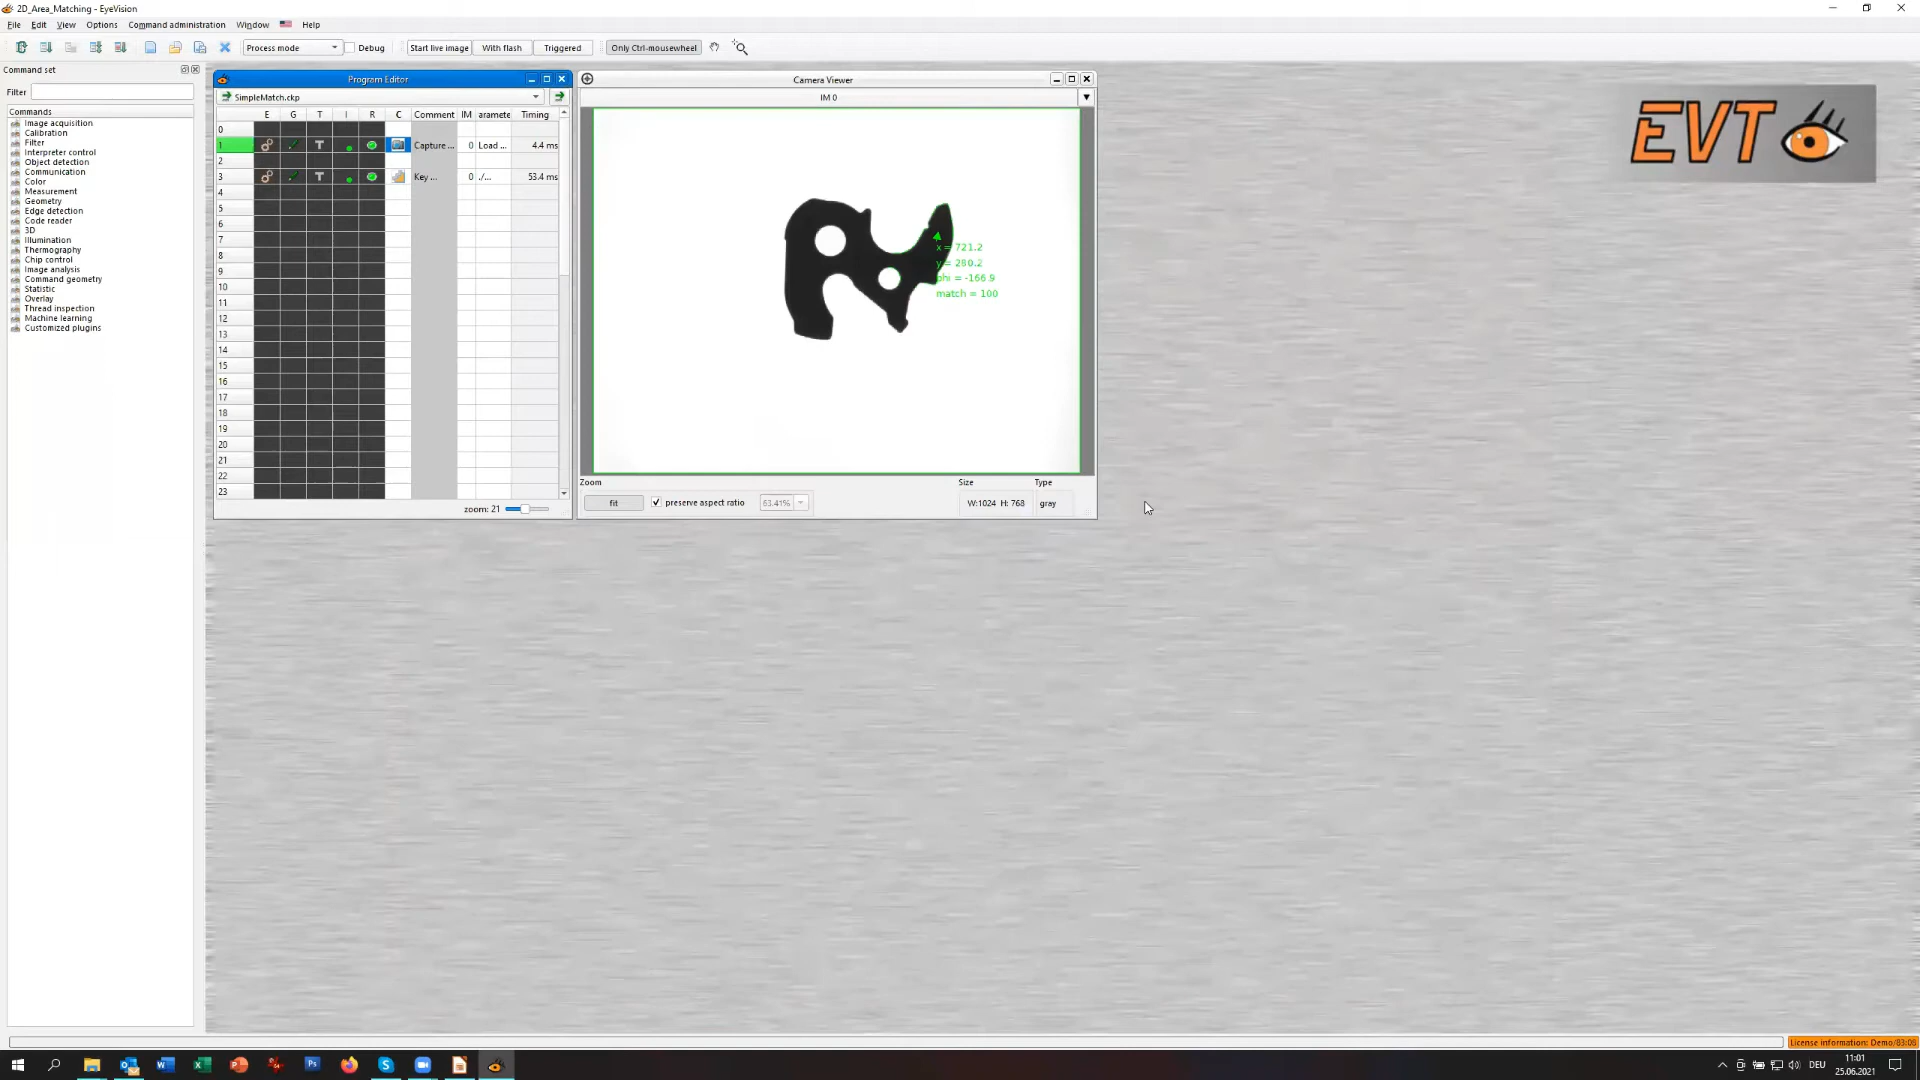 2D_Area_Matching - EyeVision
File Edit View Options Command administration Window Help
Process mode Debug Start live image With flash Triggered Only Ctrl-mousewheel
Command set
Filter
Commands
Image acquisition
Calibration
Filter
Interpreter control
Object detection
Communication
Color
Measurement
Geometry
Edge detection
Code reader
3D
Illumination
Thermography
Chip control
Image analysis
Command geometry
Statistic
Overlay
Thread inspection
Machine learning
Customized plugins
Program Editor
SimpleMatch.ckp
E G T I R C Comment IM aramete Timing
0
1 T Capture ... 0 Load ... 4.4 ms
2
3 T Key ... 0 ./... 53.4 ms
4
5
6
7
8
9
10
11
12
13
14
15
16
17
18
19
20
21
22
23
zoom: 21
Camera Viewer
IM 0
x = 721.2
y = 280.2
phi = -166.9
match = 100
Zoom Size Type
fit preserve aspect ratio 63.41% W:1024 H: 768 gray
EVT
License information: Demo/83:08
DEU
11:01
25.06.2021